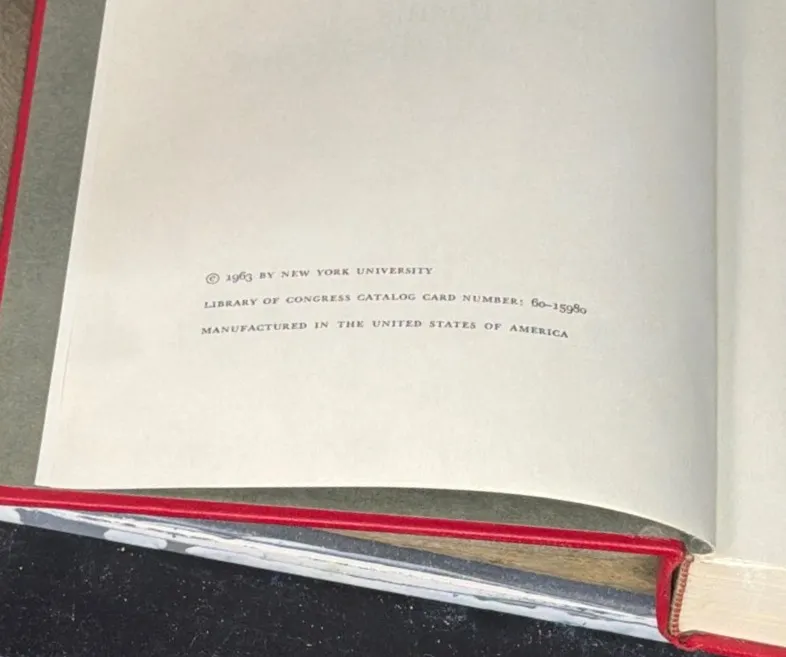 © 1963 BY NEW YORK UNIVERSITY
LIBRARY OF CONGRESS CATALOG CARD NUMBER: 60–15980
MANUFACTURED IN THE UNITED STATES OF AMERICA